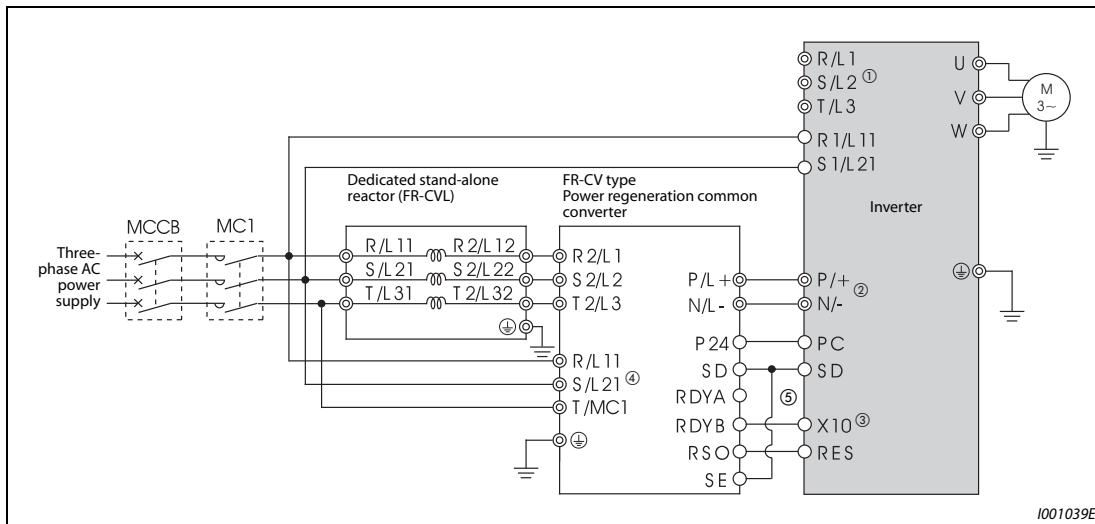 R/L1
S/L2 ①
T/L3
R1/L11
S1/L21
U
V
W
M
3~
Inverter
Dedicated stand-alone
reactor (FR-CVL)
FR-CV type
Power regeneration common
converter
MCCB
MC1
Three-
phase AC
power
supply
R/L11
R2/L12
S/L21
S2/L22
T/L31
T2/L32
R2/L1
S2/L2
T2/L3
R/L11
S/L21 ④
T/MC1
P/L+
N/L-
P24
SD
RDYA
RDYB
RSO
SE
⑤
P/+
②
N/-
PC
SD
X10 ③
RES
I001039E